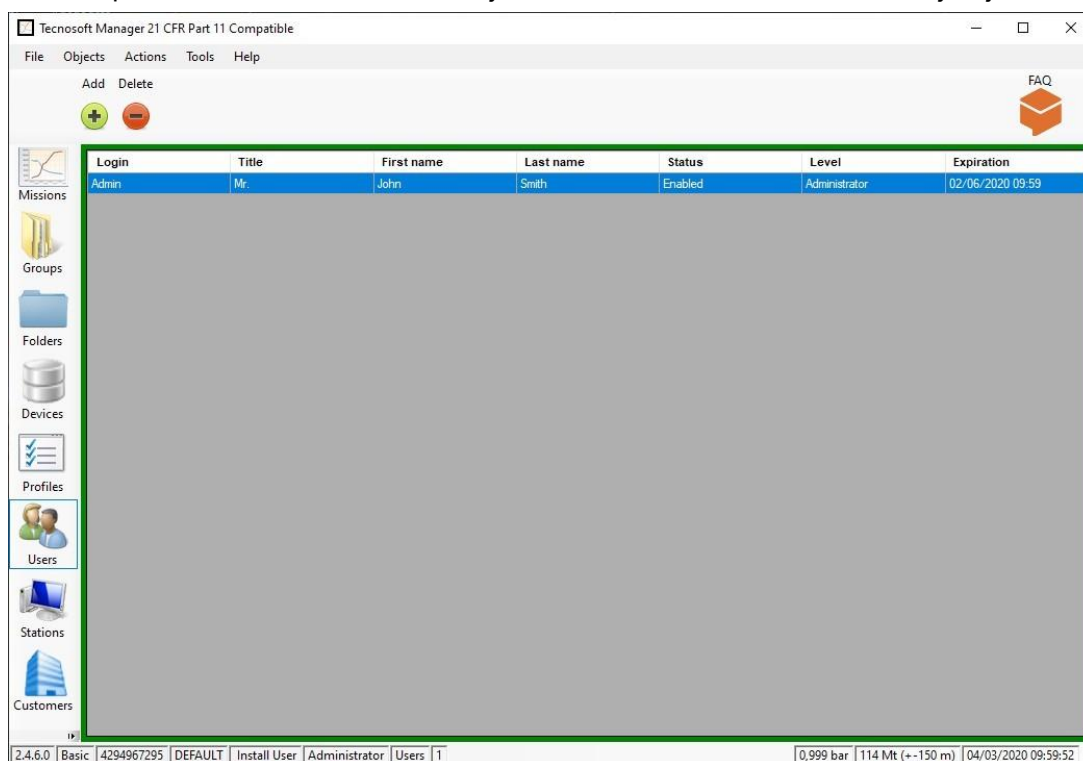 Tecnosoft Manager 21 CFR Part 11 Compatible
File Objects Actions Tools Help
Add Delete
FAQ
Login Title First name Last name Status Level Expiration
Admin Mr. John Smith Enabled Administrator 02/06/2020 09:59
Missions
Groups
Folders
Devices
Profiles
Users
Stations
Customers
2.4.6.0 Basic 4294967295 DEFAULT Install User Administrator Users 1 0,999 bar 114 Mt (+-150 m) 04/03/2020 09:59:52